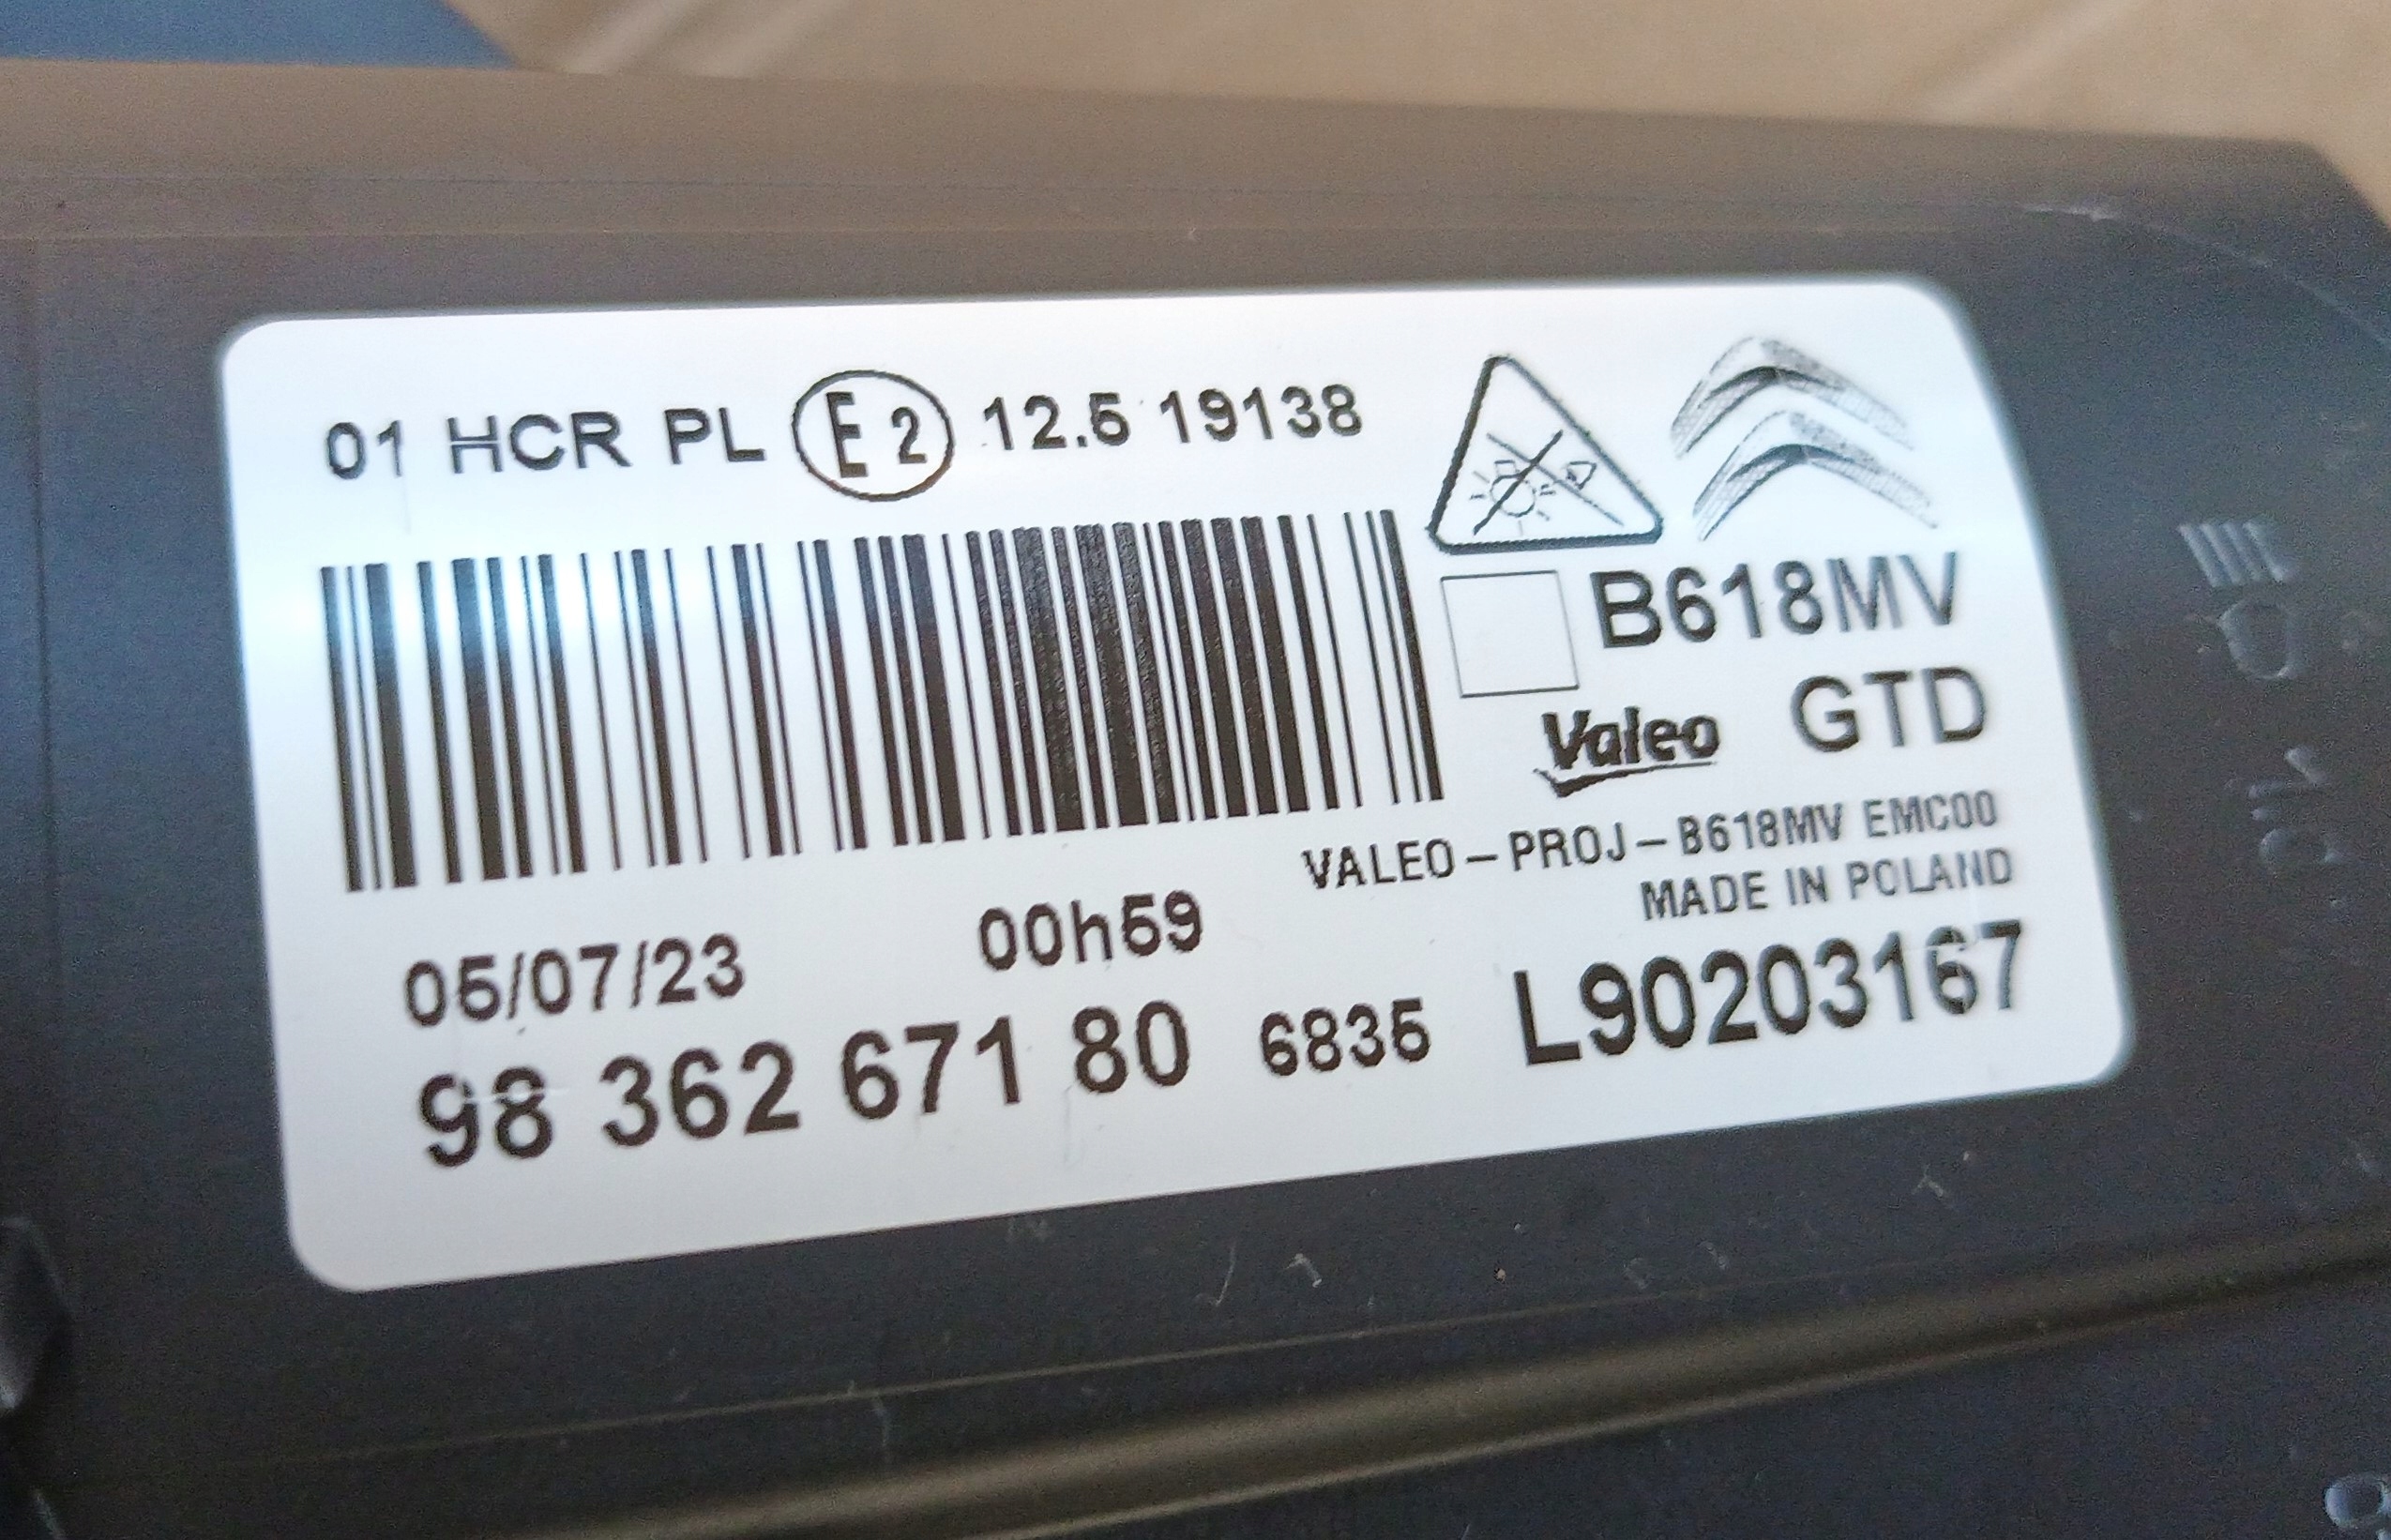 01 HCR PL E2 12.5 19138
B618MV
Valeo GTD
VALEO-PROJ-B618MV EMC00
MADE IN POLAND
05/07/23 00h59
98 362 671 80 6835 L90203167